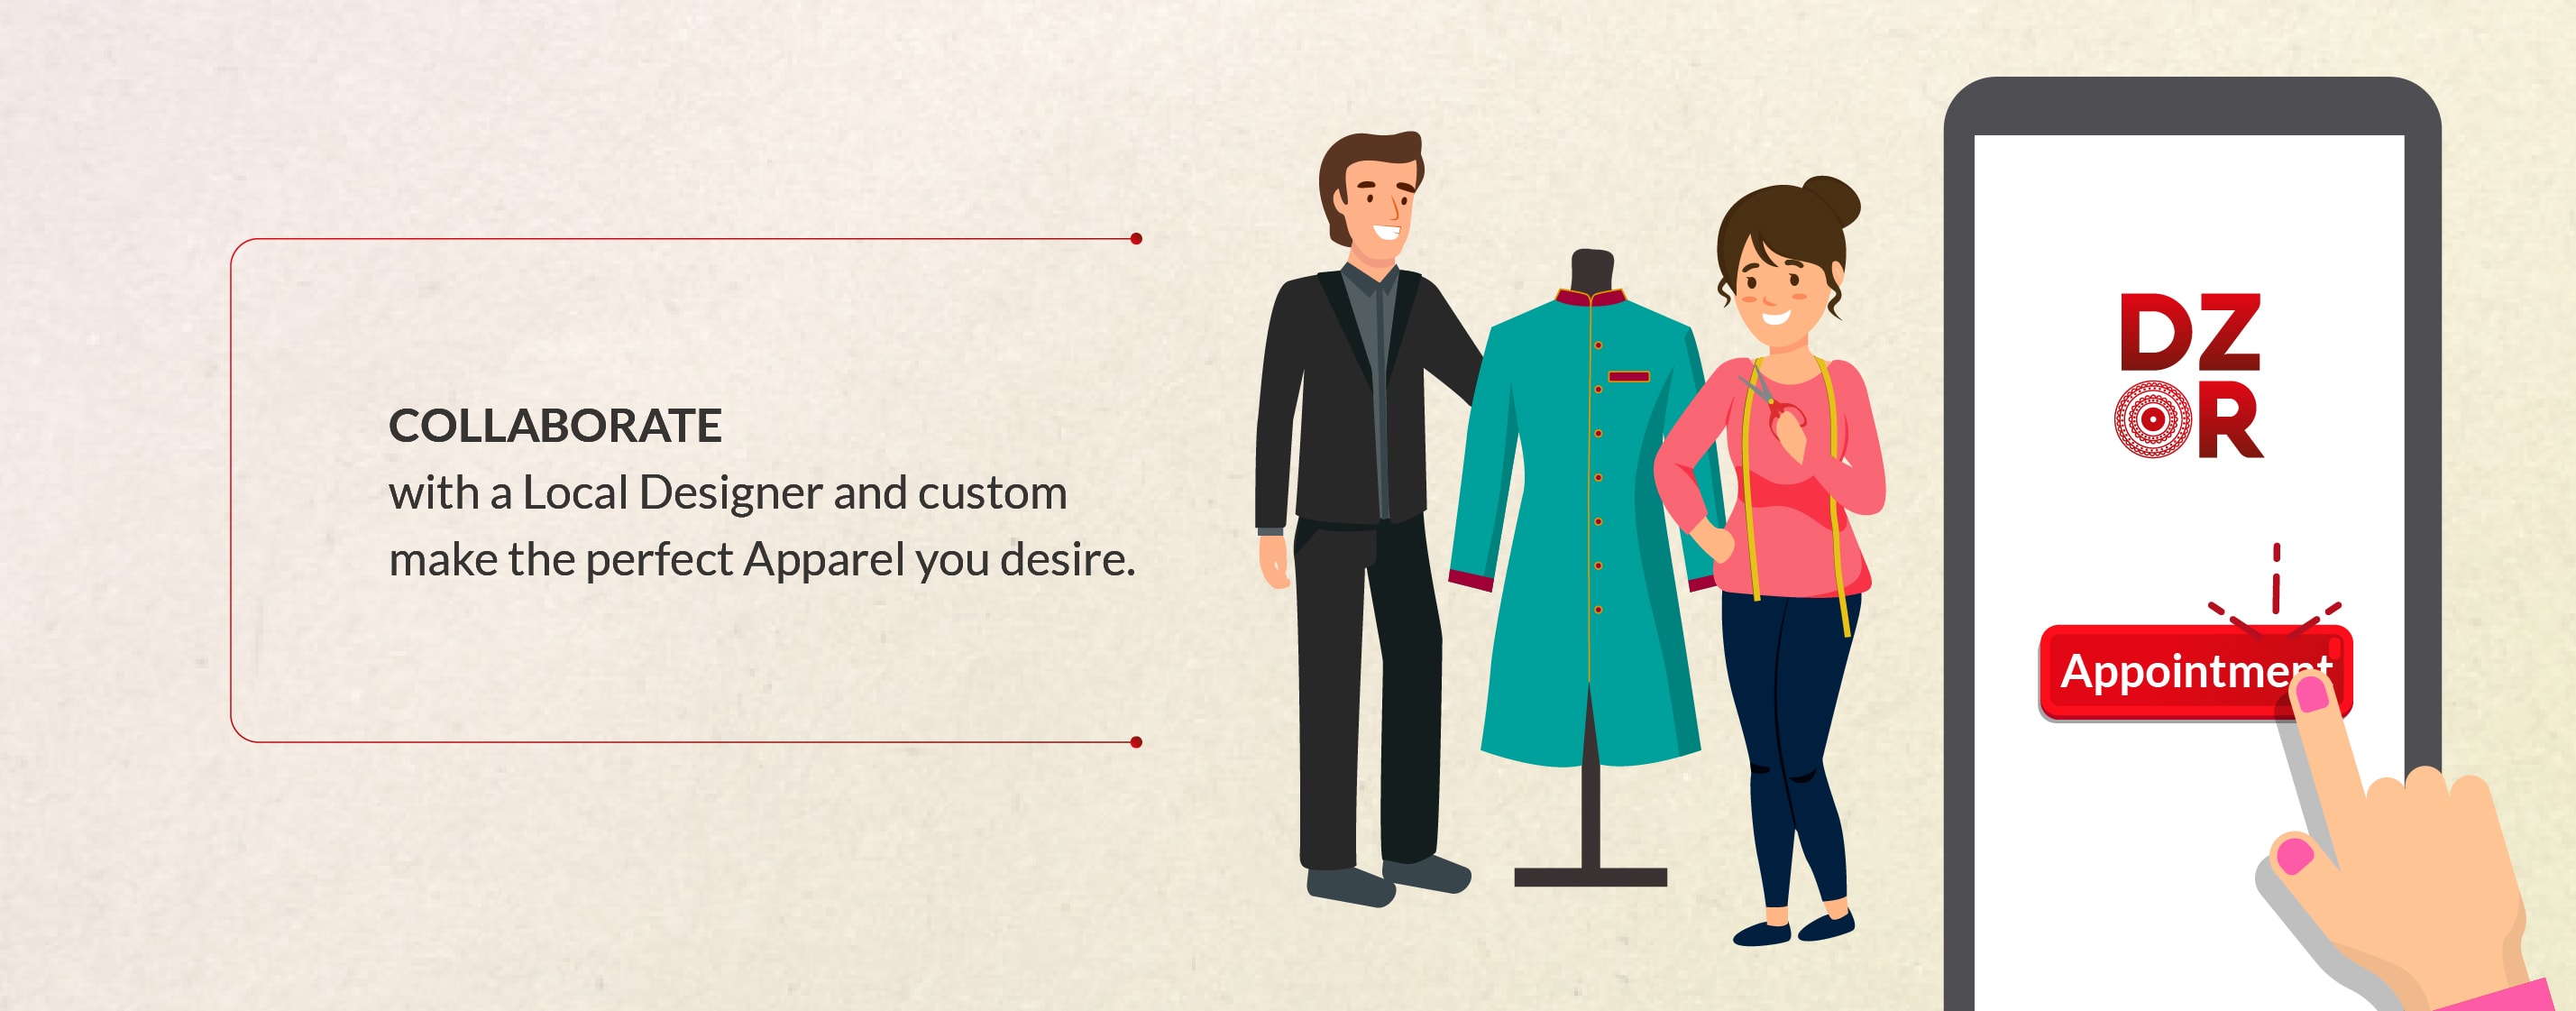 COLLABORATE
with a Local Designer and custom
make the perfect Apparel you desire.
DZ
OR
Appointment